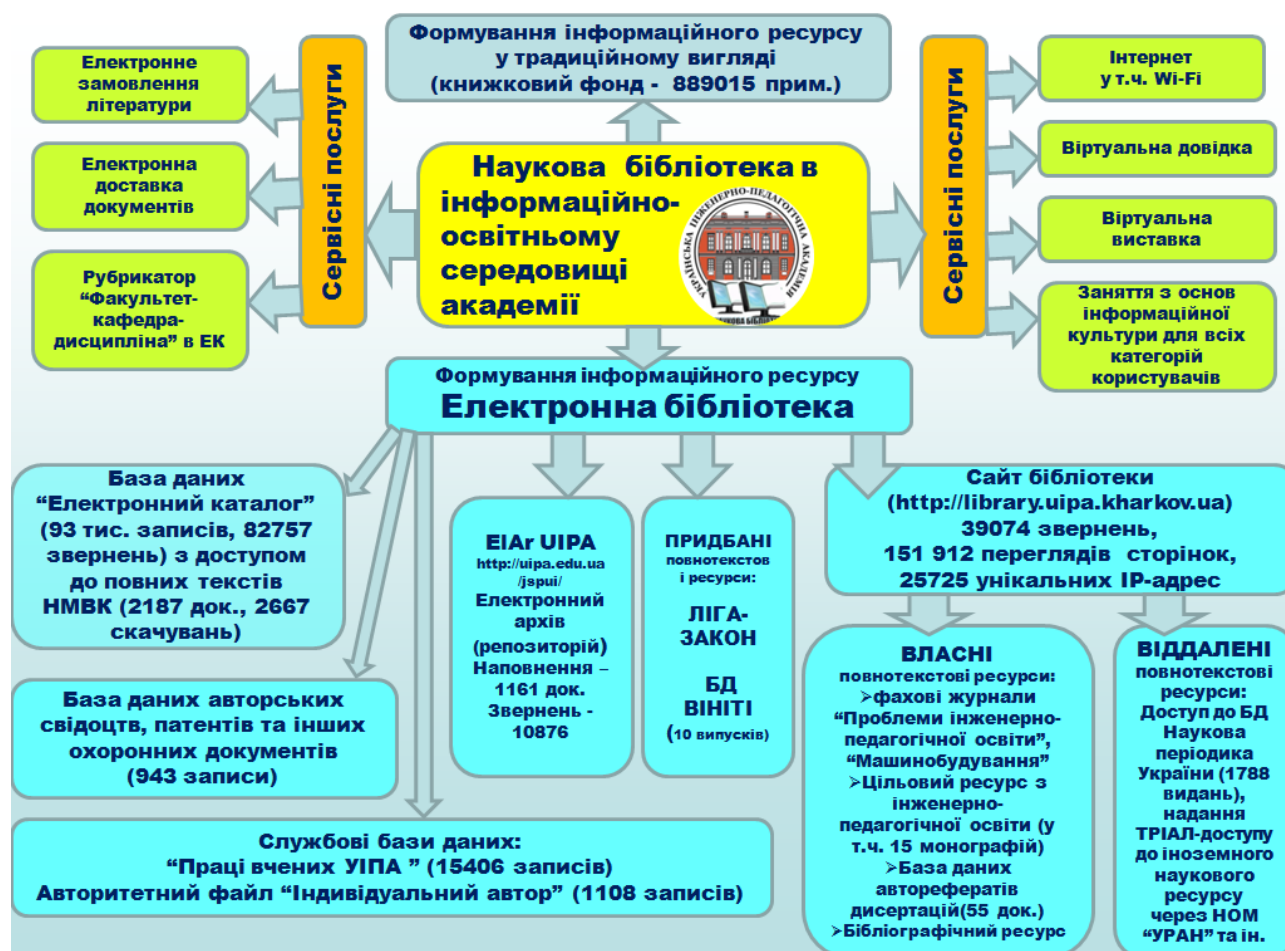 Формування інформаційного ресурсу
у традиційному вигляді
(книжковий фонд - 889015 прим.)
Сервісні послуги
Електронне
замовлення
літератури
Електронна
доставка
документів
Рубрикатор
“Факультет-
кафедра-
дисципліна” в ЕК
Наукова бібліотека в
інформаційно-
освітньому
середовищі
академії
УКРАЇНСЬКА ІНЖЕНЕРНО-ПЕДАГОГІЧНА АКАДЕМІЯ
НАУКОВА БІБЛІОТЕКА
Сервісні послуги
Інтернет
у т.ч. Wi-Fi
Віртуальна довідка
Віртуальна
виставка
Заняття з основ
інформаційної
культури для всіх
категорій
користувачів
Формування інформаційного ресурсу
Електронна бібліотека
База даних
“Електронний каталог”
(93 тис. записів, 82757
звернень) з доступом
до повних текстів
НМВК (2187 док., 2667
скачувань)
База даних авторських
свідоцтв, патентів та інших
охоронних документів
(943 записи)
Службові бази даних:
“Праці вчених УІПА ” (15406 записів)
Авторитетний файл “Індивідуальний автор” (1108 записів)
ElAr UIPA
http://uipa.edu.ua
/jspui/
Електронний
архів
(репозиторій)
Наповнення –
1161 док.
Звернень -
10876
ПРИДБАНІ
повнотекстов
і ресурси:
ЛІГА-
ЗАКОН
БД
ВІНІТІ
(10 випусків)
Сайт бібліотеки
(http://library.uipa.kharkov.ua)
39074 звернень,
151 912 переглядів сторінок,
25725 унікальних IP-адрес
ВЛАСНІ
повнотекстові ресурси:
➢фахові журнали
“Проблеми інженерно-
педагогічної освіти”,
“Машинобудування”
➢Цільовий ресурс з
інженерно-
педагогічної освіти (у
т.ч. 15 монографій)
➢База даних
авторефератів
дисертацій(55 док.)
➢Бібліографічний ресурс
ВІДДАЛЕНІ
повнотекстові
ресурси:
Доступ до БД
Наукова
періодика
України (1788
видань),
надання
ТРІАЛ-доступу
до іноземного
наукового
ресурсу
через НОМ
“УРАН” та ін.